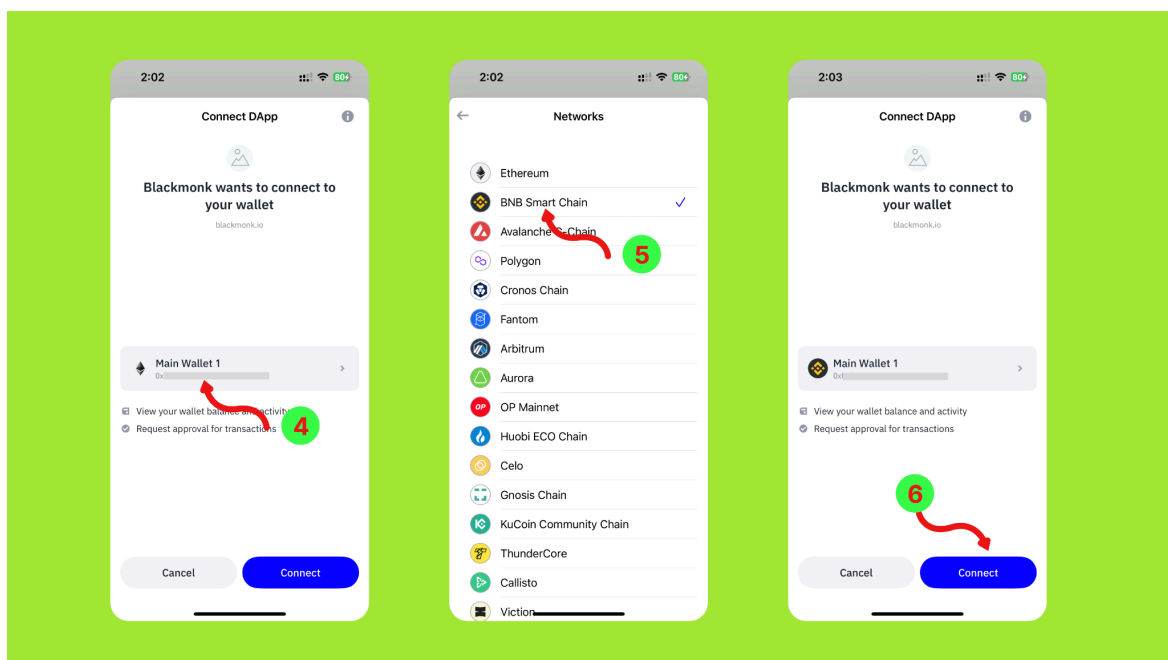 2:02
80
Connect DApp
Blackmonk wants to connect to
your wallet
blackmonk.io
Main Wallet 1
0x
View your wallet balance and activity
Request approval for transactions
4
Cancel
Connect
2:02
80
Networks
Ethereum
BNB Smart Chain
Avalanche C-Chain
5
Polygon
Cronos Chain
Fantom
Arbitrum
Aurora
OP
OP Mainnet
Huobi ECO Chain
Celo
Gnosis Chain
KuCoin Community Chain
ThunderCore
Callisto
Viction
2:03
80
Connect DApp
Blackmonk wants to connect to
your wallet
blackmonk.io
Main Wallet 1
0x
View your wallet balance and activity
Request approval for transactions
6
Cancel
Connect